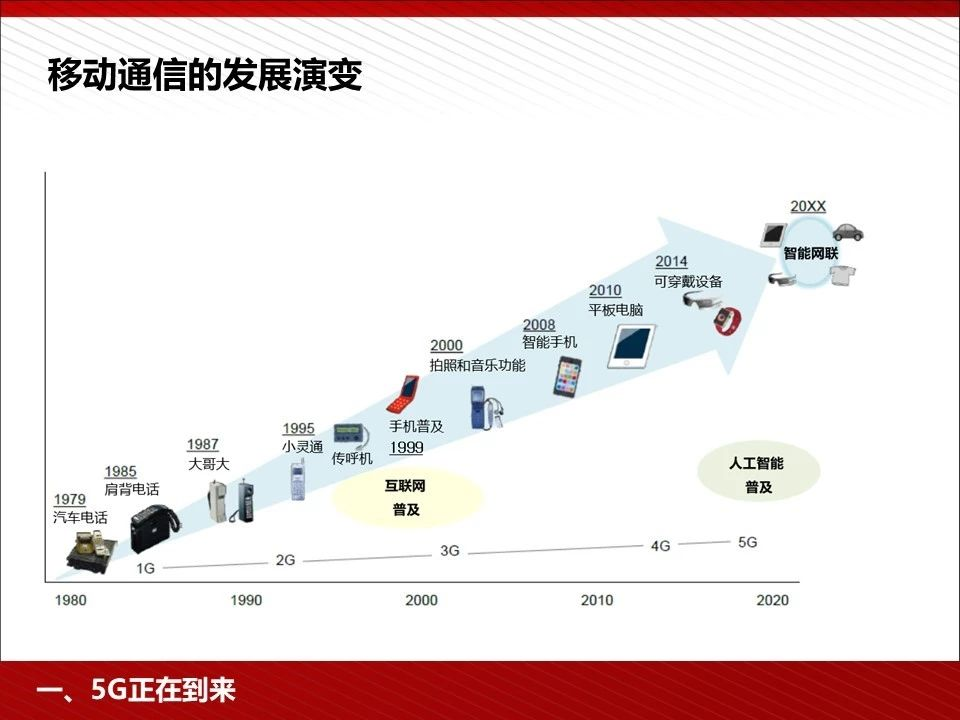 移动通信的发展演变
20XX
智能网联
2014
可穿戴设备
2010
平板电脑
2008
智能手机
2000
拍照和音乐功能
手机普及
1999
1995
小灵通
传呼机
1987
大哥大
1985
肩背电话
1979
汽车电话
互联网
普及
人工智能
普及
1G
2G
3G
4G
5G
1980
1990
2000
2010
2020
一、5G正在到来